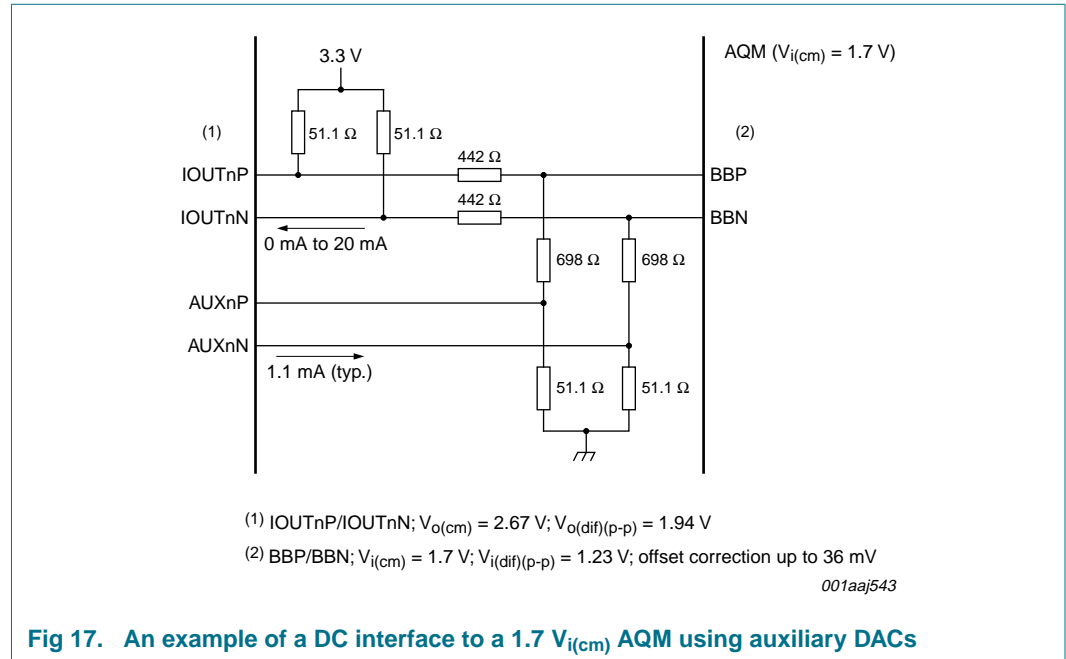 3.3 V
AQM (Vi(cm) = 1.7 V)
(1)
51.1 Ω
51.1 Ω
(2)
442 Ω
IOUTnP
BBP
442 Ω
IOUTnN
BBN
0 mA to 20 mA
698 Ω
698 Ω
AUXnP
AUXnN
1.1 mA (typ.)
51.1 Ω
51.1 Ω
(1) IOUTnP/IOUTnN; Vo(cm) = 2.67 V; Vo(dif)(p-p) = 1.94 V
(2) BBP/BBN; Vi(cm) = 1.7 V; Vi(dif)(p-p) = 1.23 V; offset correction up to 36 mV
001aaj543
Fig 17. An example of a DC interface to a 1.7 Vi(cm) AQM using auxiliary DACs